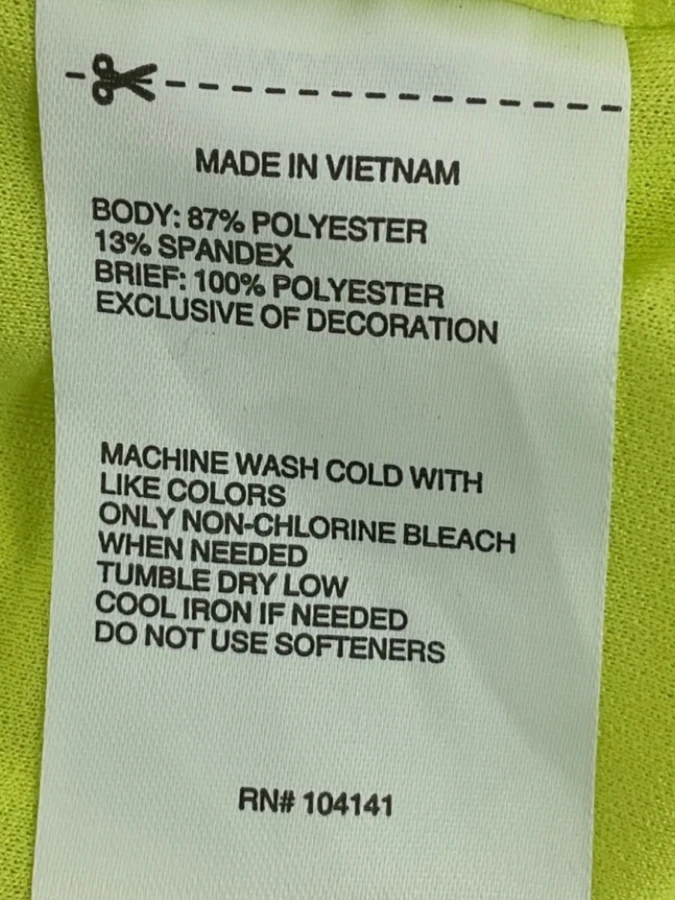 MADE IN VIETNAM
BODY: 87% POLYESTER
13% SPANDEX
BRIEF: 100% POLYESTER
EXCLUSIVE OF DECORATION
MACHINE WASH COLD WITH
LIKE COLORS
ONLY NON-CHLORINE BLEACH
WHEN NEEDED
TUMBLE DRY LOW
COOL IRON IF NEEDED
DO NOT USE SOFTENERS
RN# 104141